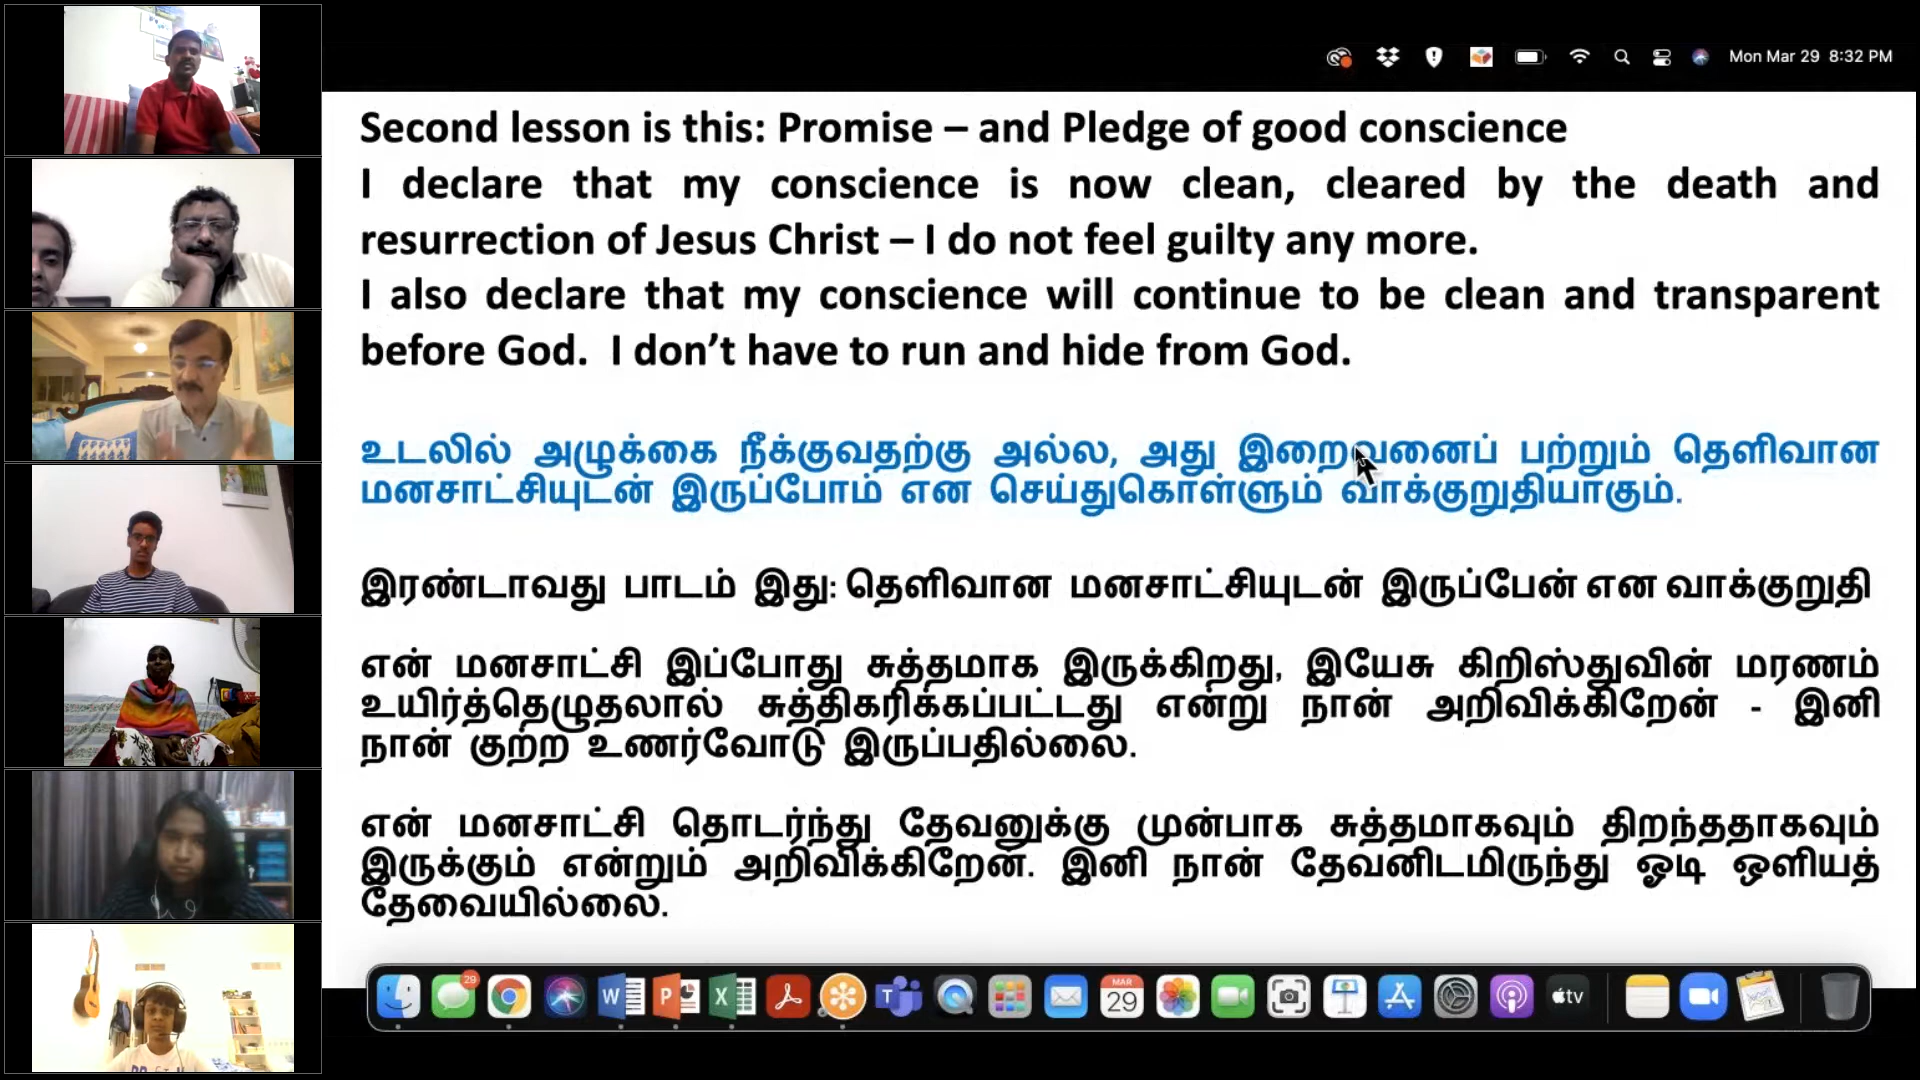 Mon Mar 29 8:32 PM
Second lesson is this: Promise – and Pledge of good conscience
I declare that my conscience is now clean, cleared by the death and
resurrection of Jesus Christ – I do not feel guilty any more.
I also declare that my conscience will continue to be clean and transparent
before God. I don’t have to run and hide from God.
உடலில் அழுக்கை நீக்குவதற்கு அல்ல, அது இறைவனைப் பற்றும் தெளிவான
மனசாட்சியுடன் இருப்போம் என செய்துகொள்ளும் வாக்குறுதியாகும்.
இரண்டாவது பாடம் இது: தெளிவான மனசாட்சியுடன் இருப்பேன் என வாக்குறுதி
என் மனசாட்சி இப்போது சுத்தமாக இருக்கிறது, இயேசு கிறிஸ்துவின் மரணம்
உயிர்த்தெழுதலால் சுத்திகரிக்கப்பட்டது என்று நான் அறிவிக்கிறேன் - இனி
நான் குற்ற உணர்வோடு இருப்பதில்லை.
என் மனசாட்சி தொடர்ந்து தேவனுக்கு முன்பாக சுத்தமாகவும் திறந்ததாகவும்
இருக்கும் என்றும் அறிவிக்கிறேன். இனி நான் தேவனிடமிருந்து ஓடி ஒளியத்
தேவையில்லை.
29
W P X T MAR 29 tv